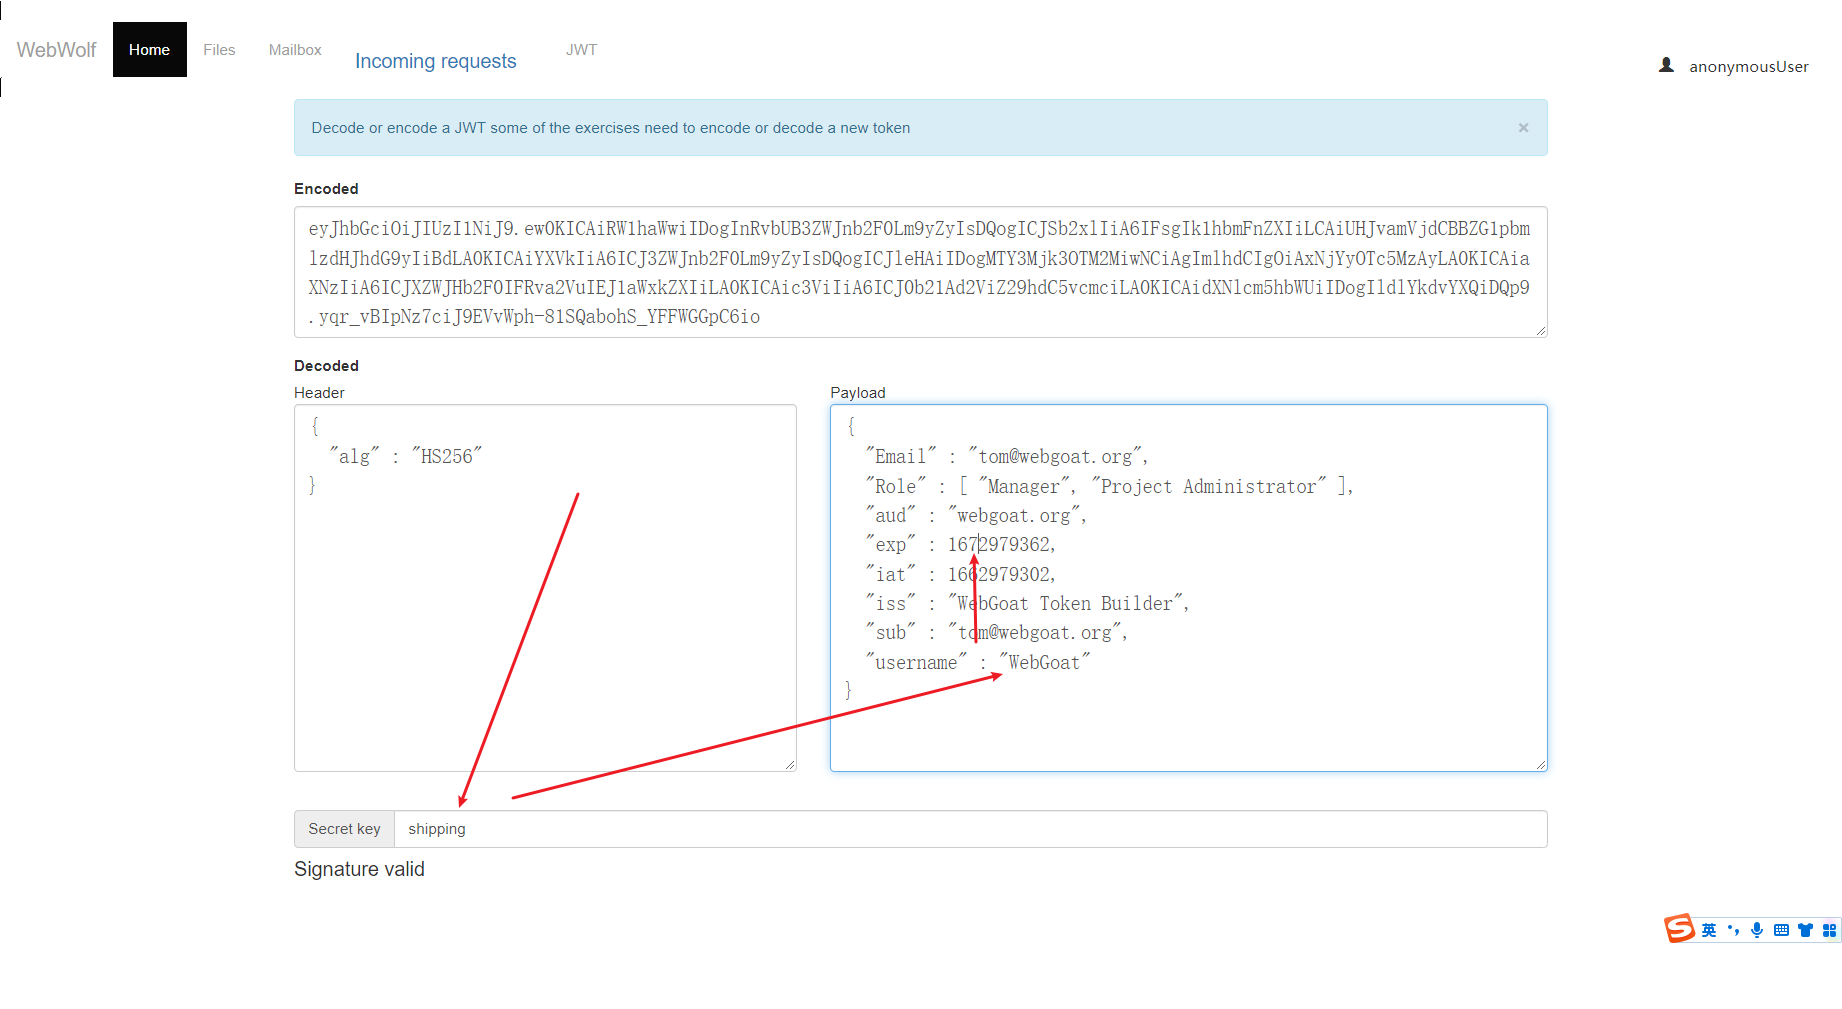 WebWolf
Home
Files
Mailbox
Incoming requests
JWT
anonymousUser
Decode or encode a JWT some of the exercises need to encode or decode a new token
×
Encoded
eyJhbGciOiJIUzI1NiJ9.ew0KICAiRW1haWwiIDogInRvbUB3ZWJnb2F0Lm9yZyIsDQogICJSb2xlIiA6IFsgIk1hbmFnZXIiLCAiUHJvamVjdCBBZG1pbm
lzdHJhdG9yIiBdLA0KICAiYXVkIiA6ICJ3ZWJnb2F0Lm9yZyIsDQogICJleHAiIDogMTY3Mjk3OTM2MiwNCiAgImlhdCIgOiAxNjYyOTc5MzAyLA0KICAia
XNzIiA6ICJXZWJHb2F0IFRva2VuIEJ1aWxkZXIiLA0KICAic3ViIiA6ICJ0b21Ad2ViZ29hdC5vcmciLA0KICAidXNlcm5hbWUiIDogIldlYkdvYXQiDQp9
.yqr_vBIpNz7ciJ9EVvWph-81SQabohS_YFFWGGpC6io
Decoded
Header
Payload
{
"alg" : "HS256"
}
{
"Email" : "tom@webgoat.org",
"Role" : [ "Manager", "Project Administrator" ],
"aud" : "webgoat.org",
"exp" : 1672979362,
"iat" : 1662979302,
"iss" : "WebGoat Token Builder",
"sub" : "tom@webgoat.org",
"username" : "WebGoat"
}
Secret key
shipping
Signature valid
英